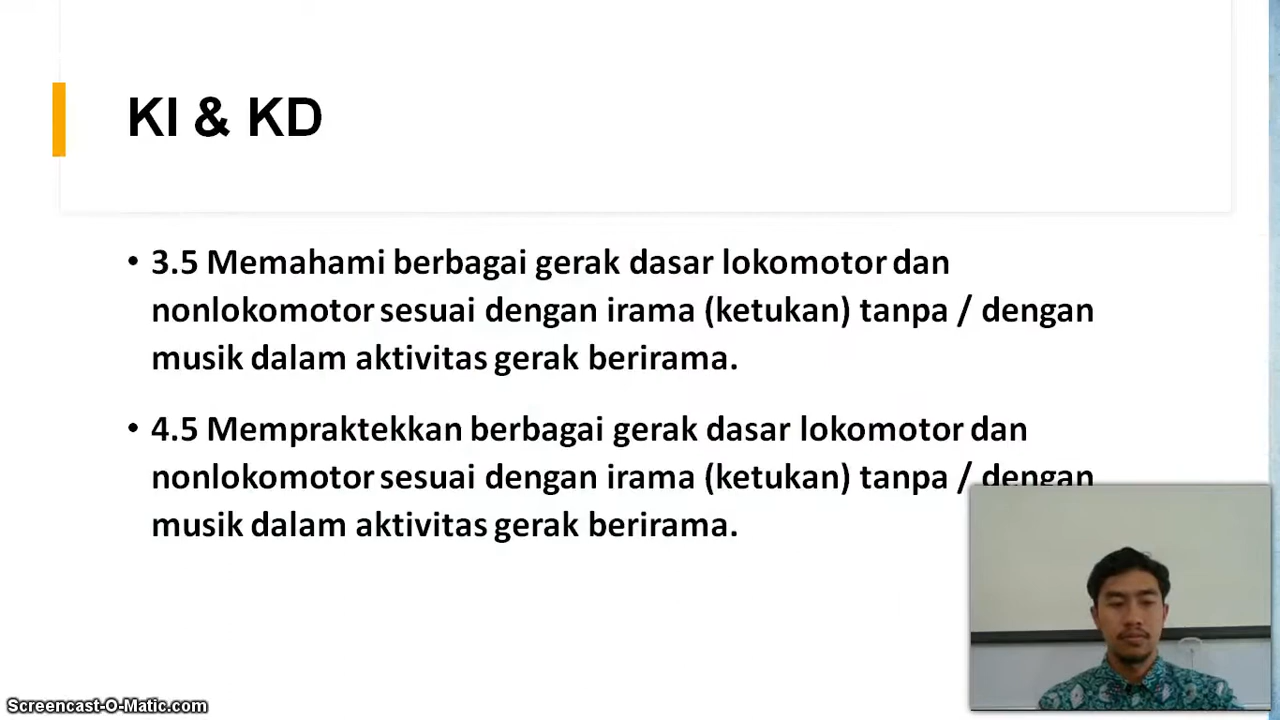 KI & KD
• 3.5 Memahami berbagai gerak dasar lokomotor dan
nonlokomotor sesuai dengan irama (ketukan) tanpa / dengan
musik dalam aktivitas gerak berirama.
• 4.5 Mempraktekkan berbagai gerak dasar lokomotor dan
nonlokomotor sesuai dengan irama (ketukan) tanpa / dengan
musik dalam aktivitas gerak berirama.
Screencast-O-Matic.com